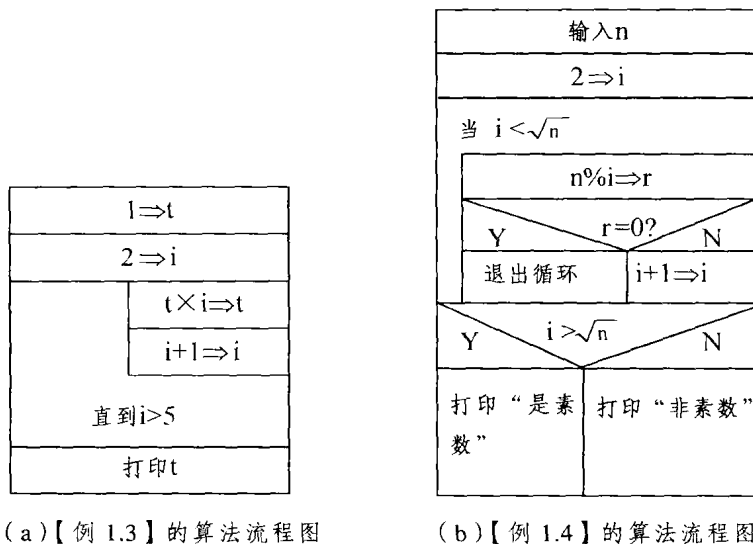 1⇒t
2⇒i
t×i⇒t
i+1⇒i
直到i>5
打印t
(a)【例 1.3】的算法流程图
输入n
2⇒i
当 i<√n
n%i⇒r
r=0?
Y
N
退出循环
i+1⇒i
i>√n
Y
N
打印“是素
数”
打印“非素数”
(b)【例 1.4】的算法流程图